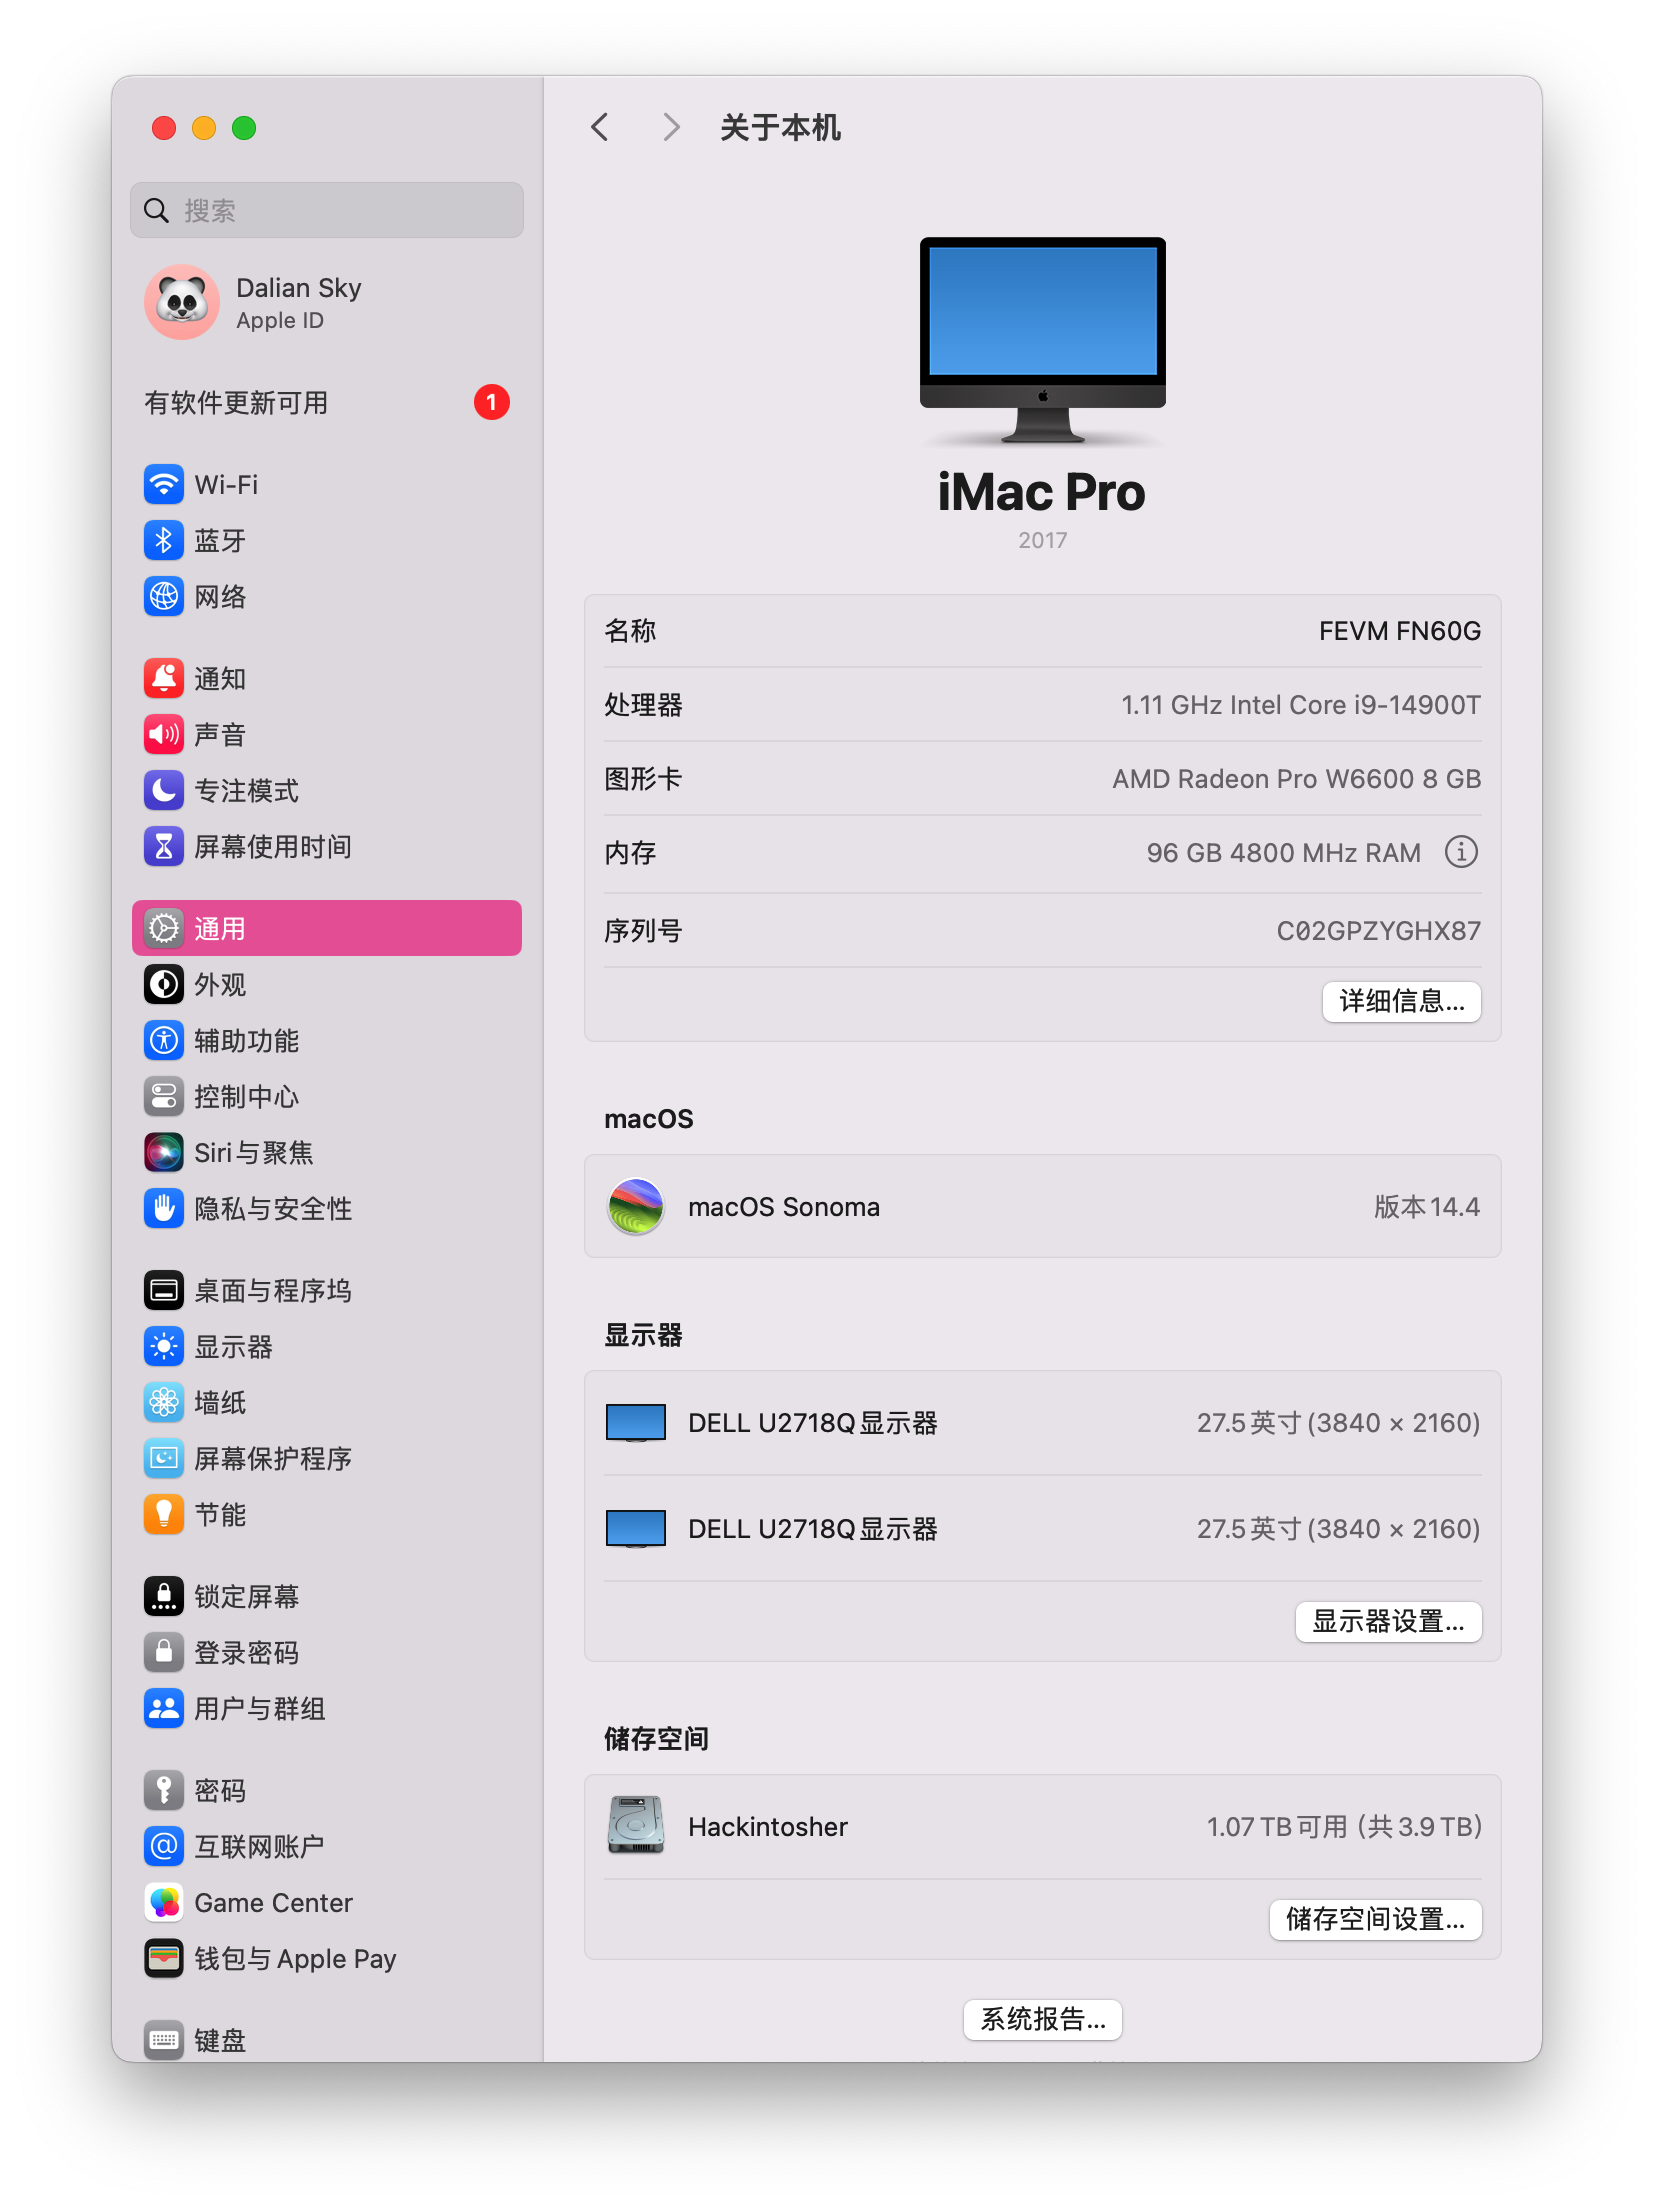 搜索
Dalian Sky
Apple ID
有软件更新可用
1
Wi-Fi
蓝牙
网络
通知
声音
专注模式
屏幕使用时间
通用
外观
辅助功能
控制中心
Siri与聚焦
隐私与安全性
桌面与程序坞
显示器
墙纸
屏幕保护程序
节能
锁定屏幕
登录密码
用户与群组
密码
互联网账户
Game Center
钱包与 Apple Pay
键盘
关于本机
iMac Pro
2017
名称 FEVM FN60G
处理器 1.11 GHz Intel Core i9-14900T
图形卡 AMD Radeon Pro W6600 8 GB
内存 96 GB 4800 MHz RAM
序列号 C02GPZYGHX87
详细信息...
macOS
macOS Sonoma 版本 14.4
显示器
DELL U2718Q显示器 27.5英寸 (3840 × 2160)
DELL U2718Q显示器 27.5英寸 (3840 × 2160)
显示器设置...
储存空间
Hackintosher 1.07 TB可用（共3.9 TB）
储存空间设置...
系统报告...